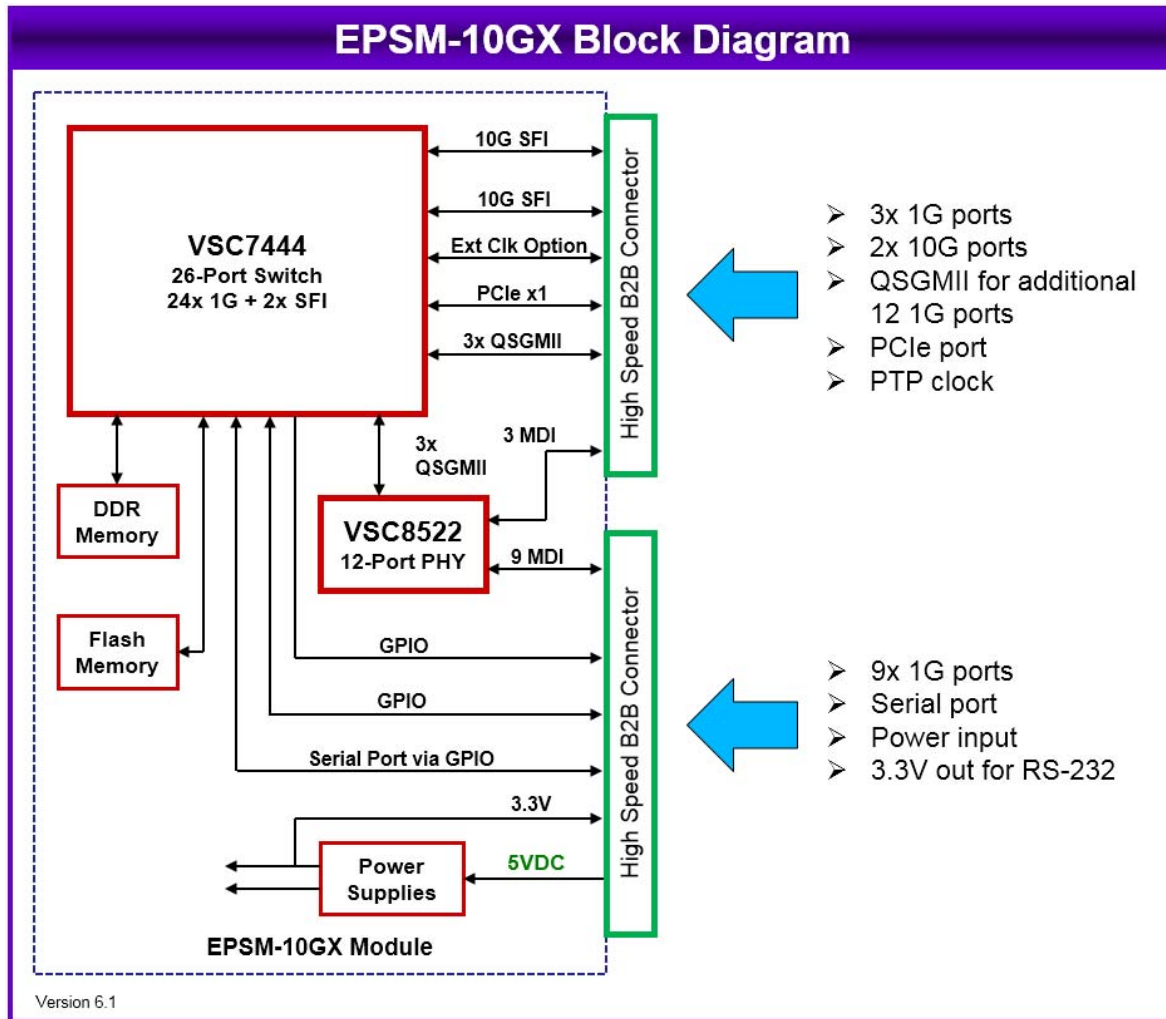 EPSM-10GX Block Diagram
VSC7444
26-Port Switch
24x 1G + 2x SFI
10G SFI
10G SFI
Ext Clk Option
PCIe x1
3x QSGMII
High Speed B2B Connector
➢ 3x 1G ports
➢ 2x 10G ports
➢ QSGMII for additional
12 1G ports
➢ PCIe port
➢ PTP clock
3x
QSGMII
3 MDI
DDR
Memory
VSC8522
12-Port PHY
9 MDI
Flash
Memory
GPIO
GPIO
Serial Port via GPIO
3.3V
Power
Supplies
5VDC
High Speed B2B Connector
➢ 9x 1G ports
➢ Serial port
➢ Power input
➢ 3.3V out for RS-232
EPSM-10GX Module
Version 6.1